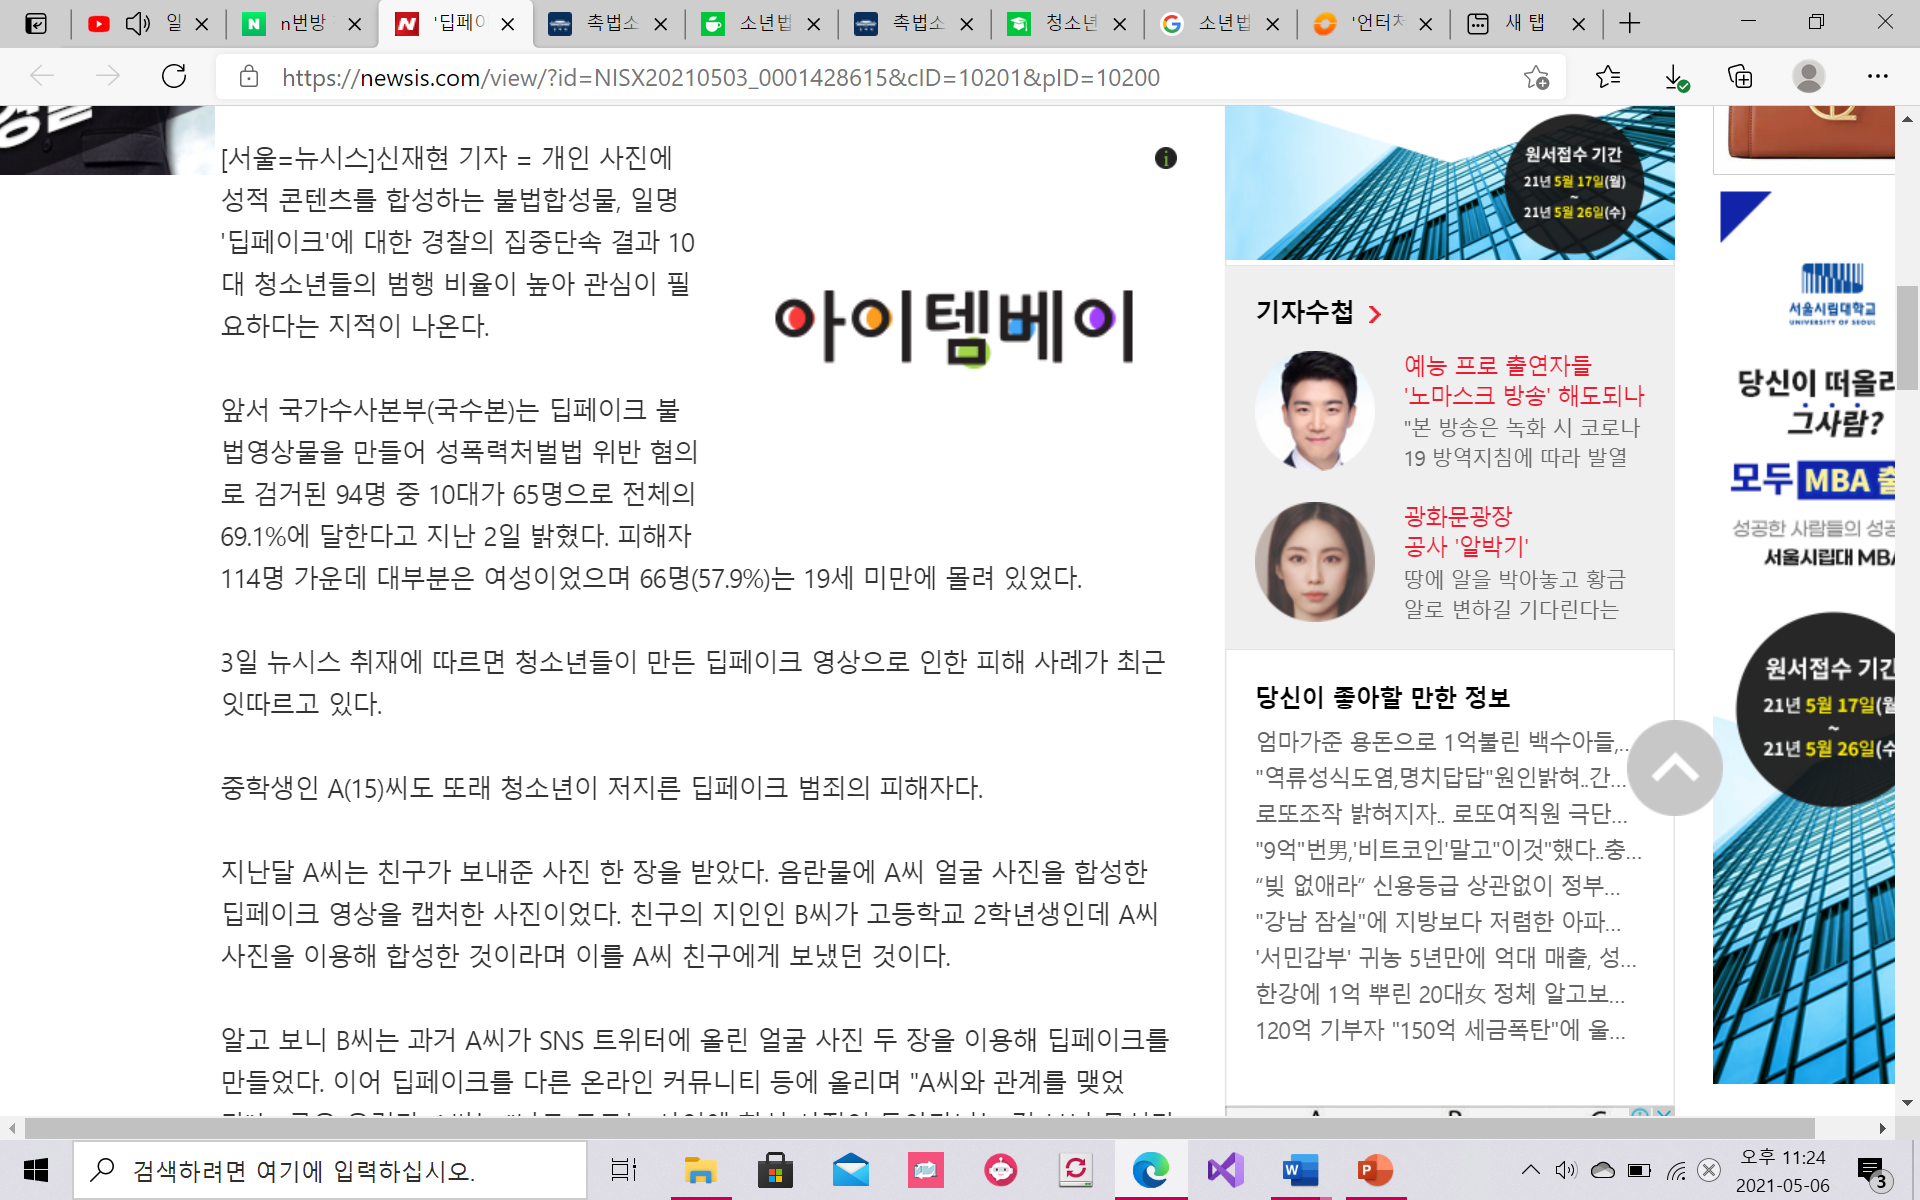 일
n번방
'딥페이
촉법소
소년법
촉법소
청소년
소년법
'언터처
새 탭
https://newsis.com/view/?id=NISX20210503_0001428615&cID=10201&pID=10200
[서울=뉴시스]신재현 기자 = 개인 사진에
성적 콘텐츠를 합성하는 불법합성물, 일명
'딥페이크'에 대한 경찰의 집중단속 결과 10
대 청소년들의 범행 비율이 높아 관심이 필
요하다는 지적이 나온다.
아이템베이
앞서 국가수사본부(국수본)는 딥페이크 불
법영상물을 만들어 성폭력처벌법 위반 혐의
로 검거된 94명 중 10대가 65명으로 전체의
69.1%에 달한다고 지난 2일 밝혔다. 피해자
114명 가운데 대부분은 여성이었으며 66명(57.9%)는 19세 미만에 몰려 있었다.
3일 뉴시스 취재에 따르면 청소년들이 만든 딥페이크 영상으로 인한 피해 사례가 최근
잇따르고 있다.
중학생인 A(15)씨도 또래 청소년이 저지른 딥페이크 범죄의 피해자다.
지난달 A씨는 친구가 보내준 사진 한 장을 받았다. 음란물에 A씨 얼굴 사진을 합성한
딥페이크 영상을 캡처한 사진이었다. 친구의 지인인 B씨가 고등학교 2학년생인데 A씨
사진을 이용해 합성한 것이라며 이를 A씨 친구에게 보냈던 것이다.
알고 보니 B씨는 과거 A씨가 SNS 트위터에 올린 얼굴 사진 두 장을 이용해 딥페이크를
만들었다. 이어 딥페이크를 다른 온라인 커뮤니티 등에 올리며 "A씨와 관계를 맺었
원서접수 기간
21년 5월 17일(월)
~
21년 5월 26일(수)
기자수첩
예능 프로 출연자들
'노마스크 방송' 해도되나
"본 방송은 녹화 시 코로나
19 방역지침에 따라 발열
광화문광장
공사 '알박기'
땅에 알을 박아놓고 황금
알로 변하길 기다린다는
당신이 좋아할 만한 정보
엄마가준 용돈으로 1억불린 백수아들,...
"역류성식도염,명치답답"원인밝혀..간...
로또조작 밝혀지자.. 로또여직원 극단...
"9억"번男,'비트코인'말고"이것"했다..충...
“빚 없애라” 신용등급 상관없이 정부...
"강남 잠실"에 지방보다 저렴한 아파...
'서민갑부' 귀농 5년만에 억대 매출, 성...
한강에 1억 뿌린 20대女 정체 알고보...
120억 기부자 "150억 세금폭탄"에 울...
서울시립대학교
UNIVERSITY OF SEOUL
당신이 떠올리
그사람?
모두 MBA 출
성공한 사람들의 성공
서울시립대 MBA
원서접수 기간
21년 5월 17일(월
~
21년 5월 26일(수
검색하려면 여기에 입력하십시오.
오후 11:24
2021-05-06
3